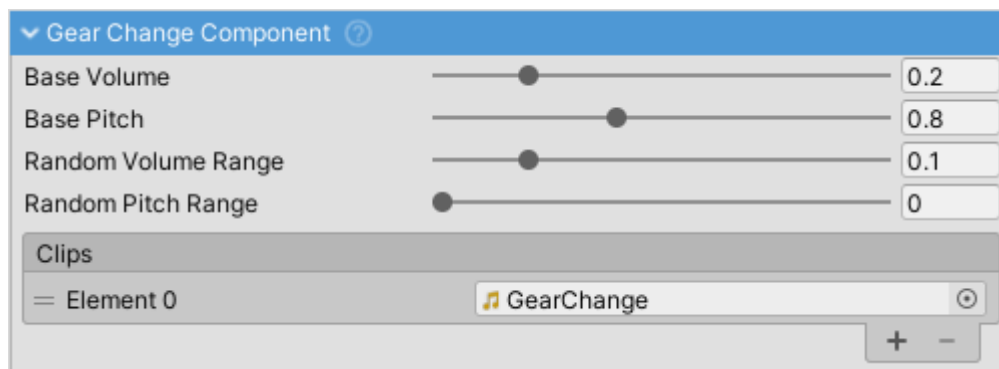 Gear Change Component ?
Base Volume 0.2
Base Pitch 0.8
Random Volume Range 0.1
Random Pitch Range 0
Clips
= Element 0 GearChange
+ -